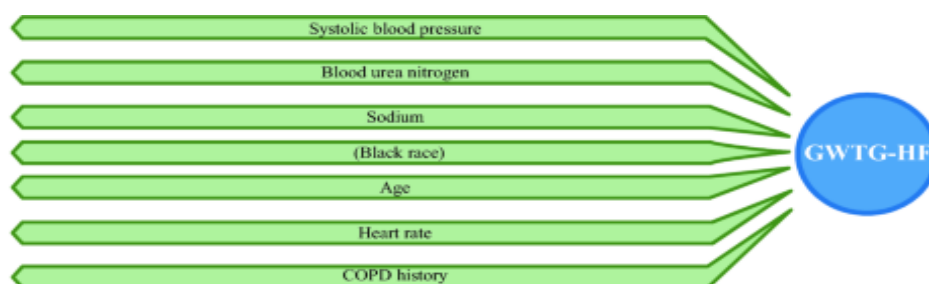 Systolic blood pressure
Blood urea nitrogen
Sodium
(Black race)
Age
Heart rate
COPD history
GWTG-HF